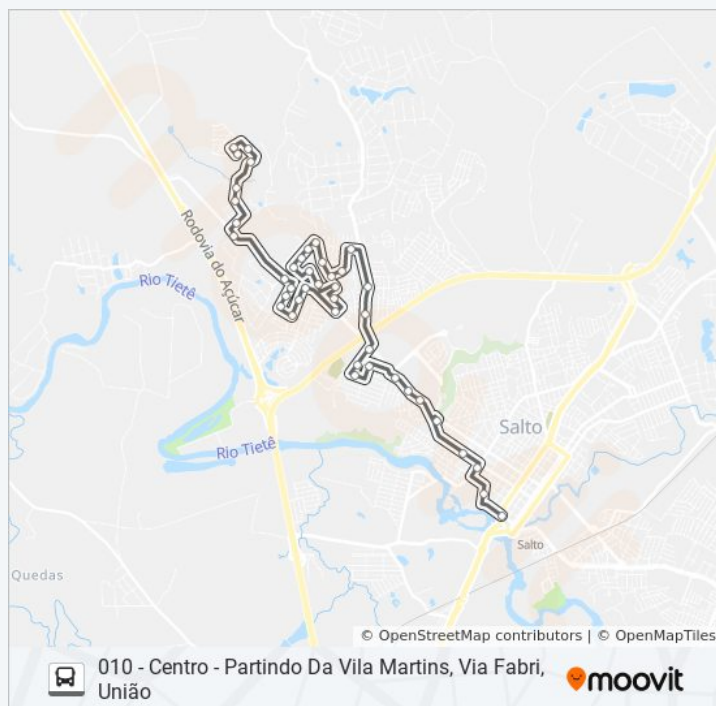 Rodovia do Açúcar
Rio Tietê
Rio Tietê
Salto
Salto
Quedas
© OpenStreetMap contributors | © OpenMapTiles
010 - Centro - Partindo Da Vila Martins, Via Fabri,
União
moovit